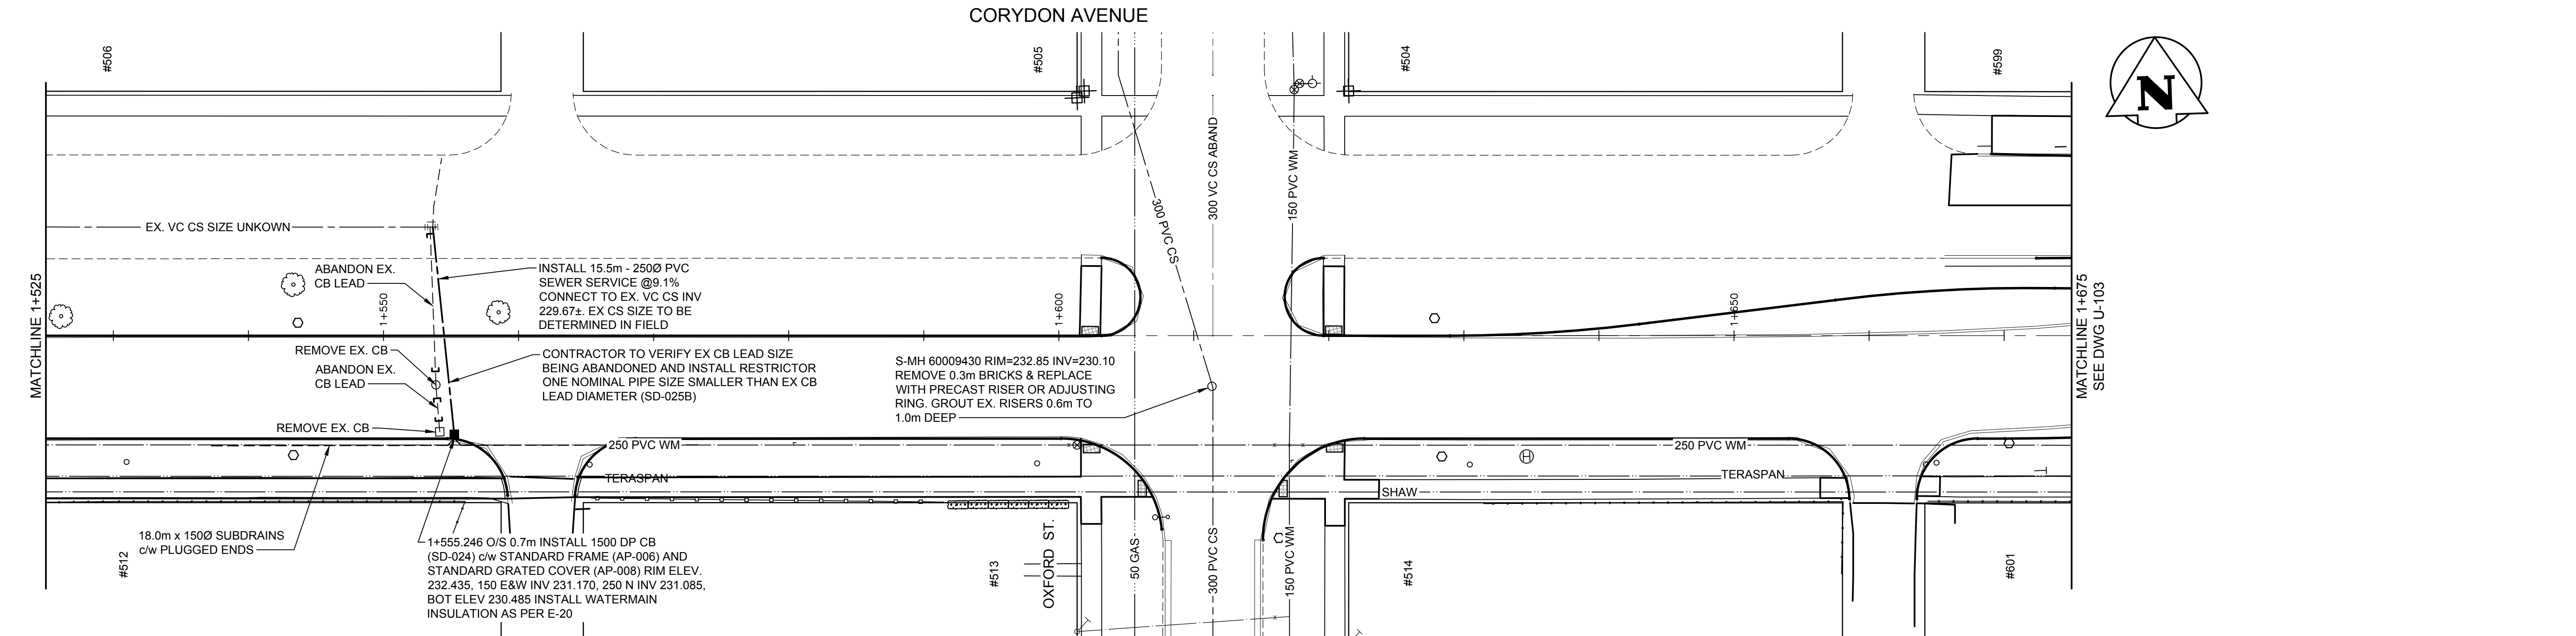 CORYDON AVENUE
#506
#505
#504
#599
N
MATCHLINE 1+525
EX. VC CS SIZE UNKOWN
ABANDON EX.
CB LEAD
INSTALL 15.5m - 250Ø PVC
SEWER SERVICE @9.1%
CONNECT TO EX. VC CS INV
229.67±. EX CS SIZE TO BE
DETERMINED IN FIELD
1+550
1+600
1+650
300 PVC CS
300 VC CS ABAND
150 PVC WM
MATCHLINE 1+675
SEE DWG U-103
REMOVE EX. CB
ABANDON EX.
CB LEAD
REMOVE EX. CB
CONTRACTOR TO VERIFY EX CB LEAD SIZE
BEING ABANDONED AND INSTALL RESTRICTOR
ONE NOMINAL PIPE SIZE SMALLER THAN EX CB
LEAD DIAMETER (SD-025B)
S-MH 60009430 RIM=232.85 INV=230.10
REMOVE 0.3m BRICKS & REPLACE
WITH PRECAST RISER OR ADJUSTING
RING. GROUT EX. RISERS 0.6m TO
1.0m DEEP
250 PVC WM
250 PVC WM
H
TERASPAN
TERASPAN
SHAW
18.0m x 150Ø SUBDRAINS
c/w PLUGGED ENDS
1+555.246 O/S 0.7m INSTALL 1500 DP CB
(SD-024) c/w STANDARD FRAME (AP-006) AND
STANDARD GRATED COVER (AP-008) RIM ELEV.
232.435, 150 E&W INV 231.170, 250 N INV 231.085,
BOT ELEV 230.485 INSTALL WATERMAIN
INSULATION AS PER E-20
#512
#513
OXFORD ST.
50 GAS
300 PVC CS
150 PVC WM
#514
#601